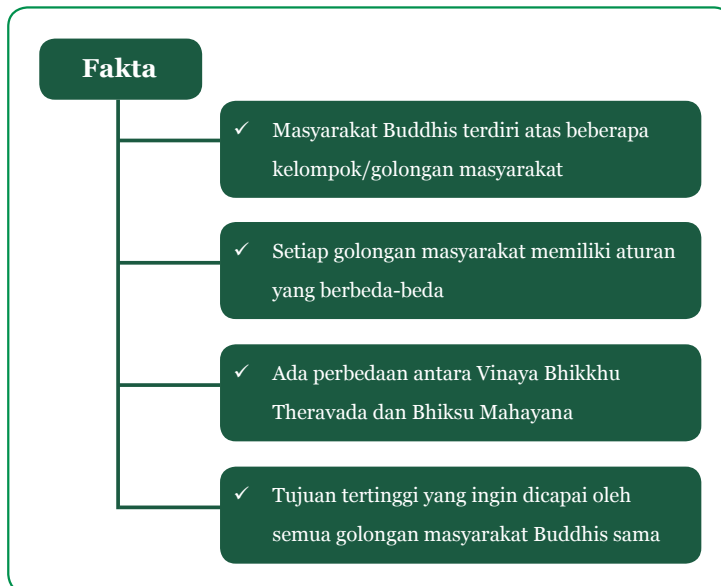 Fakta
✓ Masyarakat Buddhis terdiri atas beberapa
kelompok/golongan masyarakat
✓ Setiap golongan masyarakat memiliki aturan
yang berbeda-beda
✓ Ada perbedaan antara Vinaya Bhikkhu
Theravada dan Bhiksu Mahayana
✓ Tujuan tertinggi yang ingin dicapai oleh
semua golongan masyarakat Buddhis sama